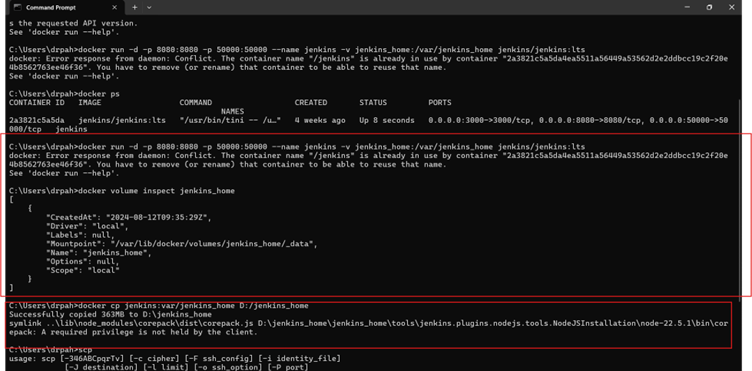 Command Prompt
s the requested API version.
See 'docker run --help'.
C:\Users\drpah>docker run -d -p 8080:8080 -p 50000:50000 --name jenkins -v jenkins_home:/var/jenkins_home jenkins/jenkins:lts
docker: Error response from daemon: Conflict. The container name "/jenkins" is already in use by container "2a3821c5a5da4ea5511a56449a53562d2e2ddbcc19c2f20e
4b8562763ee46f36". You have to remove (or rename) that container to be able to reuse that name.
See 'docker run --help'.
C:\Users\drpah>docker ps
CONTAINER ID   IMAGE                 COMMAND                  CREATED       STATUS         PORTS
NAMES
2a3821c5a5da   jenkins/jenkins:lts   "/usr/bin/tini -- /u…"   4 weeks ago   Up 8 seconds   0.0.0.0:3000->3000/tcp, 0.0.0.0:8080->8080/tcp, 0.0.0.0:50000->50
000/tcp   jenkins
C:\Users\drpah>docker run -d -p 8080:8080 -p 50000:50000 --name jenkins -v jenkins_home:/var/jenkins_home jenkins/jenkins:lts
docker: Error response from daemon: Conflict. The container name "/jenkins" is already in use by container "2a3821c5a5da4ea5511a56449a53562d2e2ddbcc19c2f20e
4b8562763ee46f36". You have to remove (or rename) that container to be able to reuse that name.
See 'docker run --help'.
C:\Users\drpah>docker volume inspect jenkins_home
[
{
"CreatedAt": "2024-08-12T09:35:29Z",
"Driver": "local",
"Labels": null,
"Mountpoint": "/var/lib/docker/volumes/jenkins_home/_data",
"Name": "jenkins_home",
"Options": null,
"Scope": "local"
}
]
C:\Users\drpah>docker cp jenkins:var/jenkins_home D:/jenkins_home
Successfully copied 363MB to D:\jenkins_home
symlink ..\lib\node_modules\corepack\dist\corepack.js D:\jenkins_home\jenkins_home\tools\jenkins.plugins.nodejs.tools.NodeJSInstallation\node-22.5.1\bin\cor
epack: A required privilege is not held by the client.
C:\Users\drpah>scp
usage: scp [-346ABCpqrTv] [-c cipher] [-F ssh_config] [-i identity_file]
[-J destination] [-l limit] [-o ssh_option] [-P port]